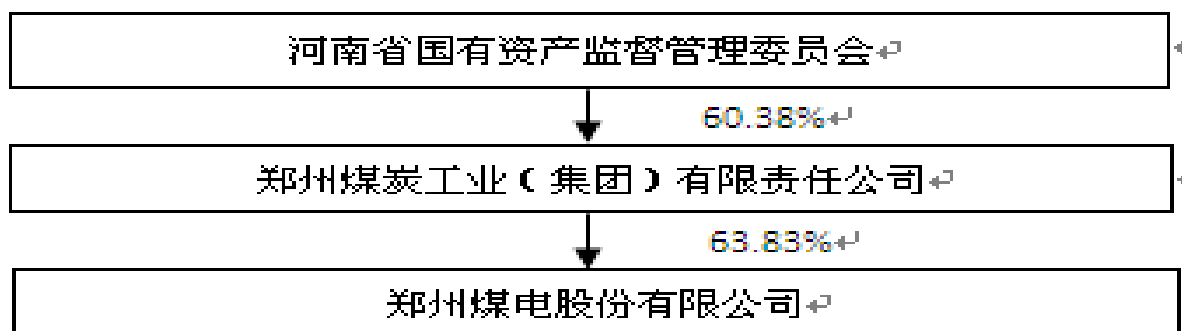 河南省国有资产监督管理委员会
60.38%
郑州煤炭工业（集团）有限责任公司
63.83%
郑州煤电股份有限公司